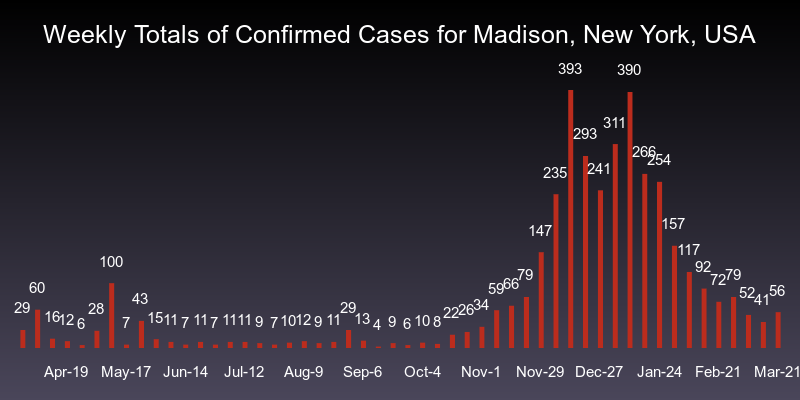 Weekly Totals of Confirmed Cases for Madison, New York, USA
29 60 16 12 6 28 100 7 43 15 11 7 11 7 11 11 9 7 10 12 9 11 29 13 4 9 6 10 8 22 26 34 59 66 79 147 235 393 293 241 311 390 266 254 157 117 92 72 79 52 41 56
Apr-19 May-17 Jun-14 Jul-12 Aug-9 Sep-6 Oct-4 Nov-1 Nov-29 Dec-27 Jan-24 Feb-21 Mar-21